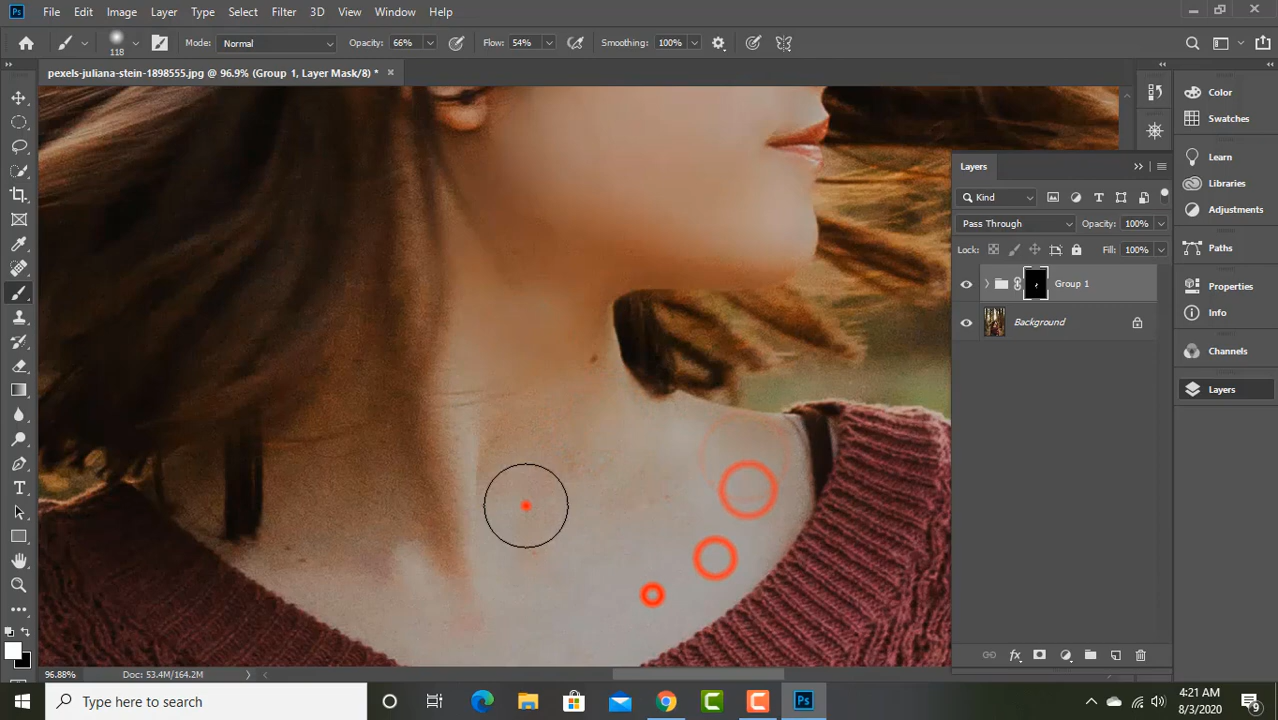 Ps File Edit Image Layer Type Select Filter 3D View Window Help
118 Mode: Normal Opacity: 66% Flow: 54% Smoothing: 100%
pexels-juliana-stein-1898555.jpg @ 96.9% (Group 1, Layer Mask/8) *
Color
Swatches
Learn
Libraries
Adjustments
Paths
Properties
Info
Channels
Layers
Layers
Kind
Pass Through Opacity: 100%
Lock: Fill: 100%
Group 1
Background
96.88% Doc: 53.4M/164.2M
Type here to search
Ps
4:21 AM
8/3/2020
9